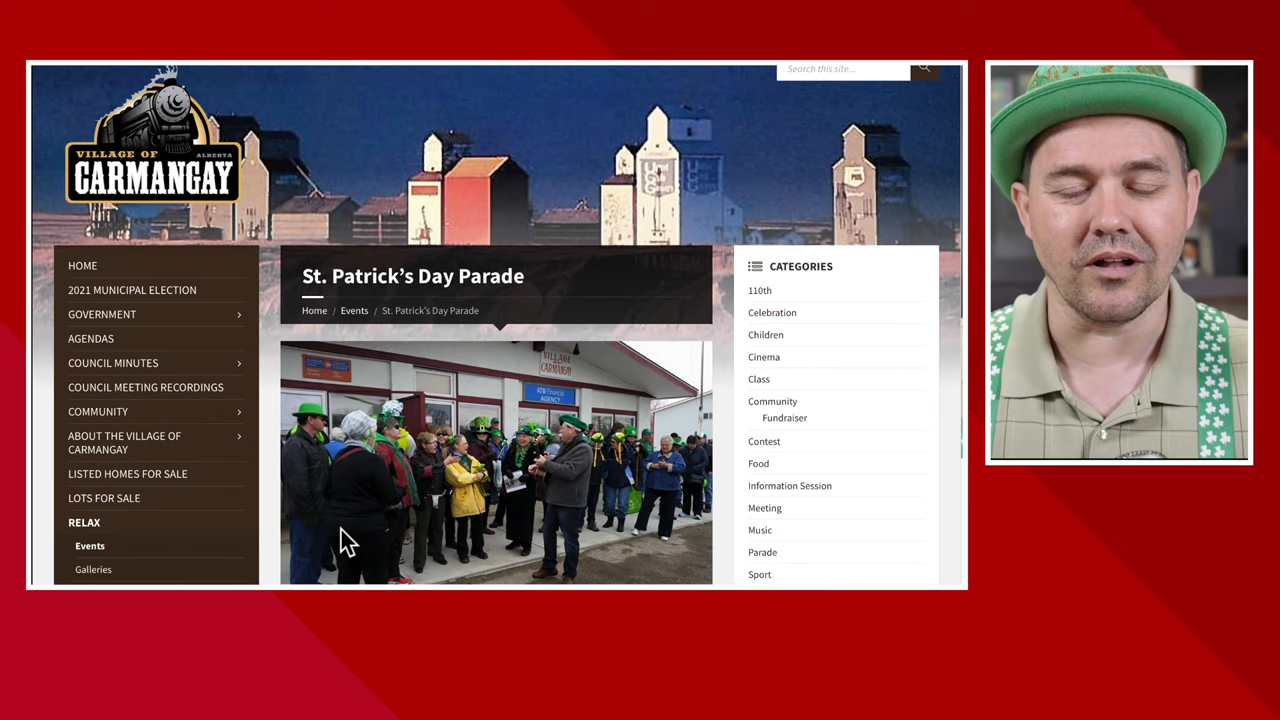 Search this site...
VILLAGE OF
ALBERTA
CARMANGAY
HOME
2021 MUNICIPAL ELECTION
GOVERNMENT
AGENDAS
COUNCIL MINUTES
COUNCIL MEETING RECORDINGS
COMMUNITY
ABOUT THE VILLAGE OF
CARMANGAY
LISTED HOMES FOR SALE
LOTS FOR SALE
RELAX
Events
Galleries
St. Patrick's Day Parade
Home / Events / St. Patrick's Day Parade
VILLAGE
OF
CARMANGAY
ATB Financial
AGENCY
CATEGORIES
110th
Celebration
Children
Cinema
Class
Community
Fundraiser
Contest
Food
Information Session
Meeting
Music
Parade
Sport